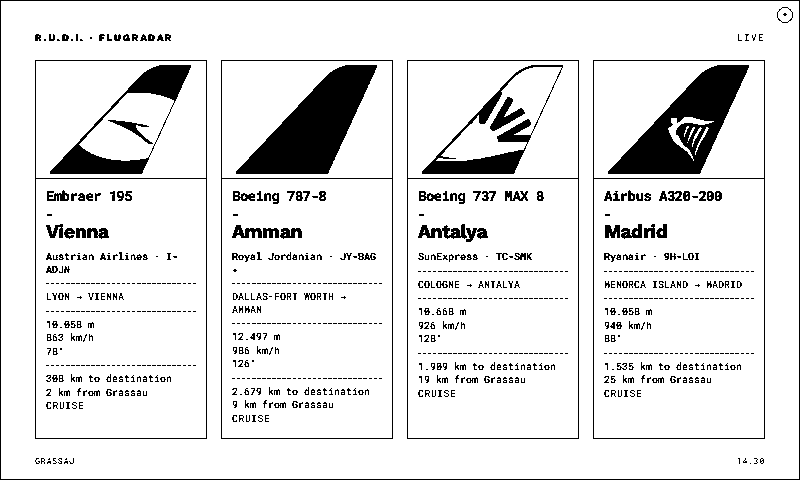 R.U.D.I. · FLUGRADAR
LIVE
Embraer 195
-
Vienna
Austrian Airlines · I-
ADJN
LYON → VIENNA
10.058 m
863 km/h
78°
308 km to destination
2 km from Grassau
CRUISE
Boeing 787-8
-
Amman
Royal Jordanian · JY-BAG
·
DALLAS-FORT WORTH →
AMMAN
12.497 m
986 km/h
126°
2.679 km to destination
9 km from Grassau
CRUISE
Boeing 737 MAX 8
-
Antalya
SunExpress · TC-SMK
COLOGNE → ANTALYA
10.668 m
926 km/h
128°
1.909 km to destination
19 km from Grassau
CRUISE
Airbus A320-200
-
Madrid
Ryanair · 9H-LOI
MENORCA ISLAND → MADRID
10.058 m
940 km/h
88°
1.535 km to destination
25 km from Grassau
CRUISE
GRASSAU
14.30